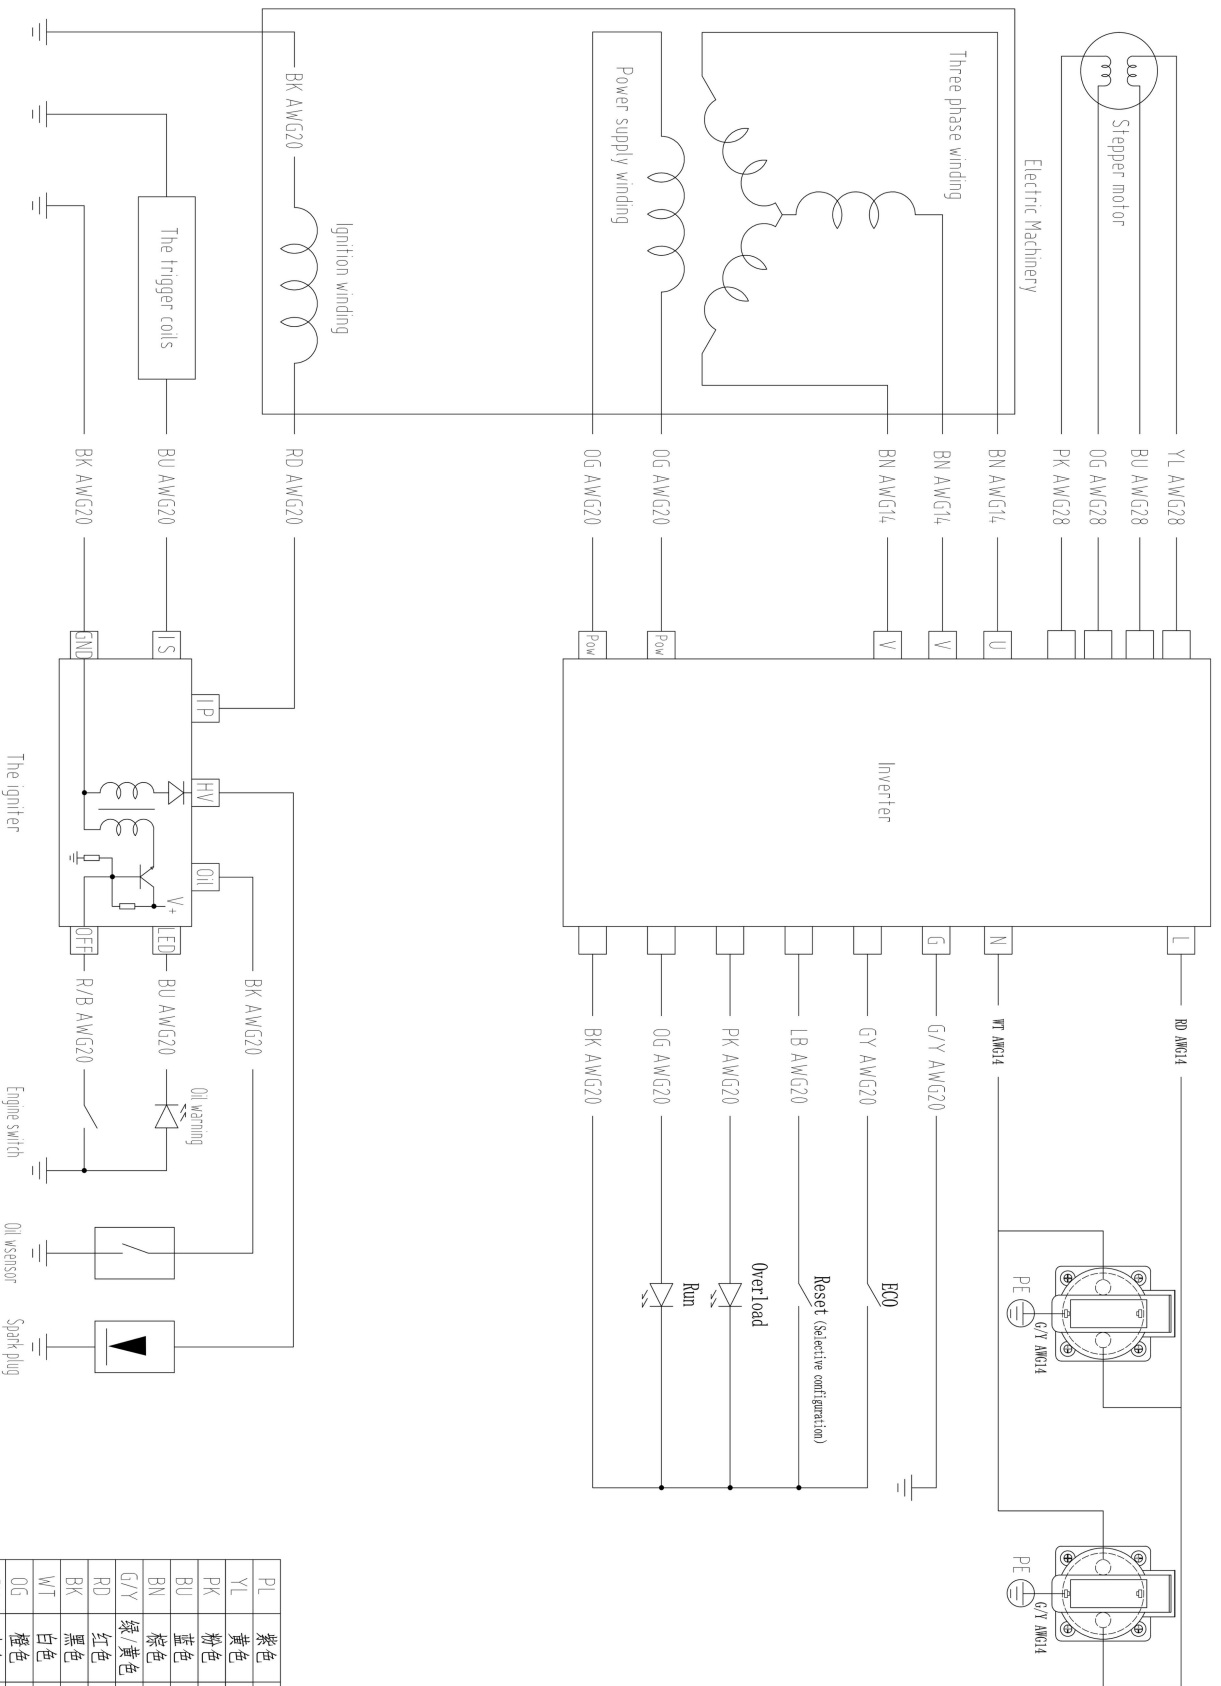 Stepper motor
Electric Machinery
Three phase winding
Power supply winding
Ignition winding
BK AWG20
The trigger coils
YL AWG28
BU AWG28
OG AWG28
PK AWG28
BN AWG14
BN AWG14
BN AWG14
OG AWG20
OG AWG20
RD AWG20
BU AWG20
BK AWG20
U
V
V
Pow
Pow
Inverter
L
N
G
RD AWG14
WT AWG14
G/Y AWG20
GY AWG20
LB AWG20
PK AWG20
OG AWG20
BK AWG20
ECO
Reset (Selective configuration)
Overload
Run
PE
G/Y AWG14
PE
G/Y AWG14
IS
GND
IP
HV
Oil
V+
LED
OFF
The igniter
BK AWG20
BU AWG20
R/B AWG20
Oil warning
Engine switch
Oil wsensor
Spark plug
PL 紫色
YL 黄色
PK 粉色
BU 蓝色
BN 棕色
G/Y 绿/黄色
RD 红色
BK 黑色
WT 白色
OG 橙色